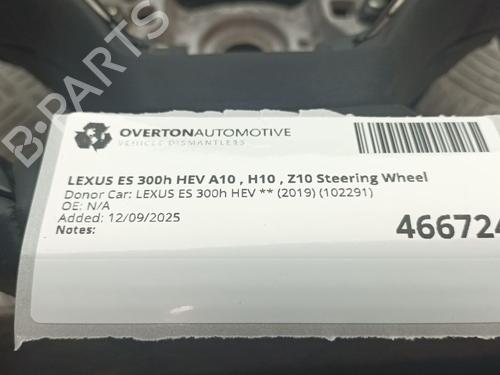 B-PARTS
OVERTONAUTOMOTIVE
VEHICLE DISMANTLERS
LEXUS ES 300h HEV A10 , H10 , Z10 Steering Wheel
Donor Car: LEXUS ES 300h HEV ** (2019) (102291)
OE: N/A
Added: 12/09/2025
Notes:
466724